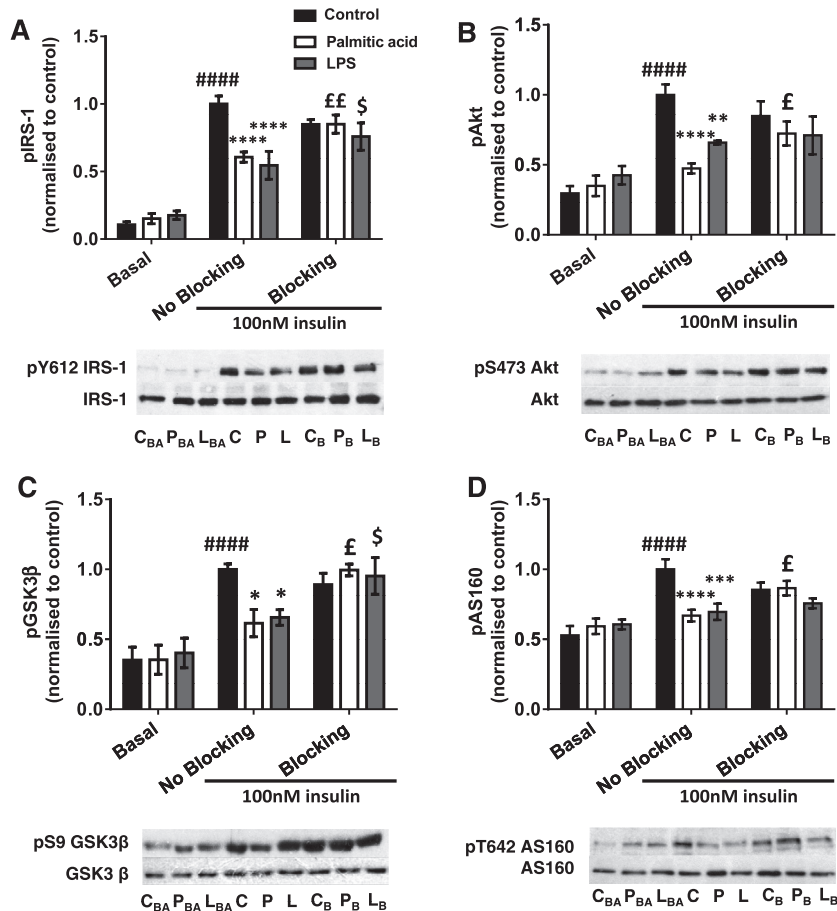 A
Control
Palmitic acid
LPS
pIRS-1
(normalised to control)
1.5
1.0
0.5
0.0
####
****
****
££
$
Basal
No Blocking
Blocking
100nM insulin
pY612 IRS-1
IRS-1
CBA PBA LBA C P L CB PB LB
B
pAkt
(normalised to control)
1.5
1.0
0.5
0.0
####
****
**
£
Basal
No Blocking
Blocking
100nM insulin
pS473 Akt
Akt
CBA PBA LBA C P L CB PB LB
C
pGSK3β
(normalised to control)
1.5
1.0
0.5
0.0
####
*
*
£
$
Basal
No Blocking
Blocking
100nM insulin
pS9 GSK3β
GSK3 β
CBA PBA LBA C P L CB PB LB
D
pAS160
(normalised to control)
1.5
1.0
0.5
0.0
####
****
***
£
Basal
No Blocking
Blocking
100nM insulin
pT642 AS160
AS160
CBA PBA LBA C P L CB PB LB